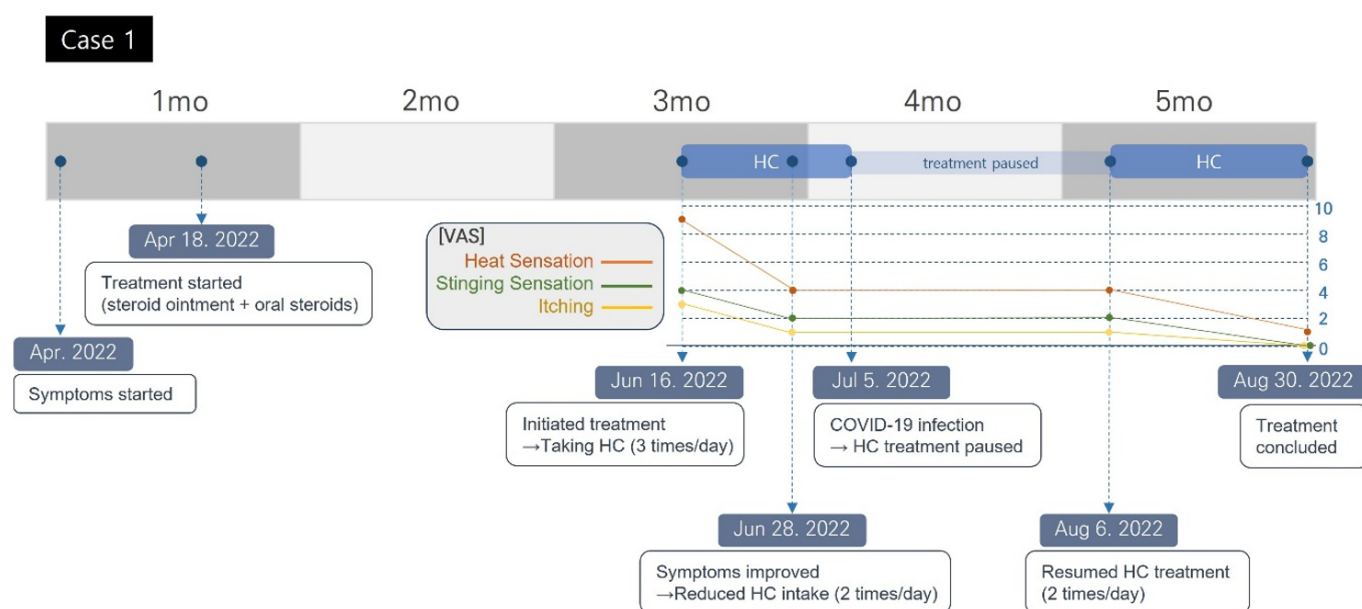 Case 1
1mo
2mo
3mo
4mo
5mo
HC
treatment paused
HC
Apr 18. 2022
Treatment started
(steroid ointment + oral steroids)
Apr. 2022
Symptoms started
[VAS]
Heat Sensation
Stinging Sensation
Itching
10
8
6
4
2
0
Jun 16. 2022
Initiated treatment
→Taking HC (3 times/day)
Jul 5. 2022
COVID-19 infection
→ HC treatment paused
Aug 30. 2022
Treatment
concluded
Jun 28. 2022
Symptoms improved
→Reduced HC intake (2 times/day)
Aug 6. 2022
Resumed HC treatment
(2 times/day)